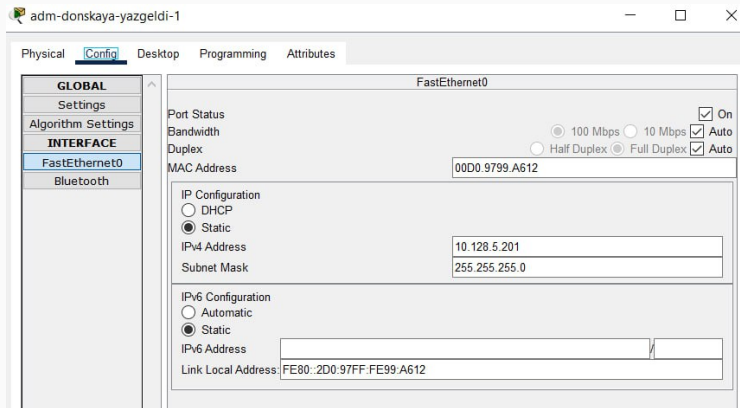 adm-donskaya-yazgeldi-1
Physical Config Desktop Programming Attributes
GLOBAL
Settings
Algorithm Settings
INTERFACE
FastEthernet0
Bluetooth
FastEthernet0
Port Status On
Bandwidth 100 Mbps 10 Mbps Auto
Duplex Half Duplex Full Duplex Auto
MAC Address 00D0.9799.A612
IP Configuration
DHCP
Static
IPv4 Address 10.128.5.201
Subnet Mask 255.255.255.0
IPv6 Configuration
Automatic
Static
IPv6 Address /
Link Local Address: FE80::2D0:97FF:FE99:A612